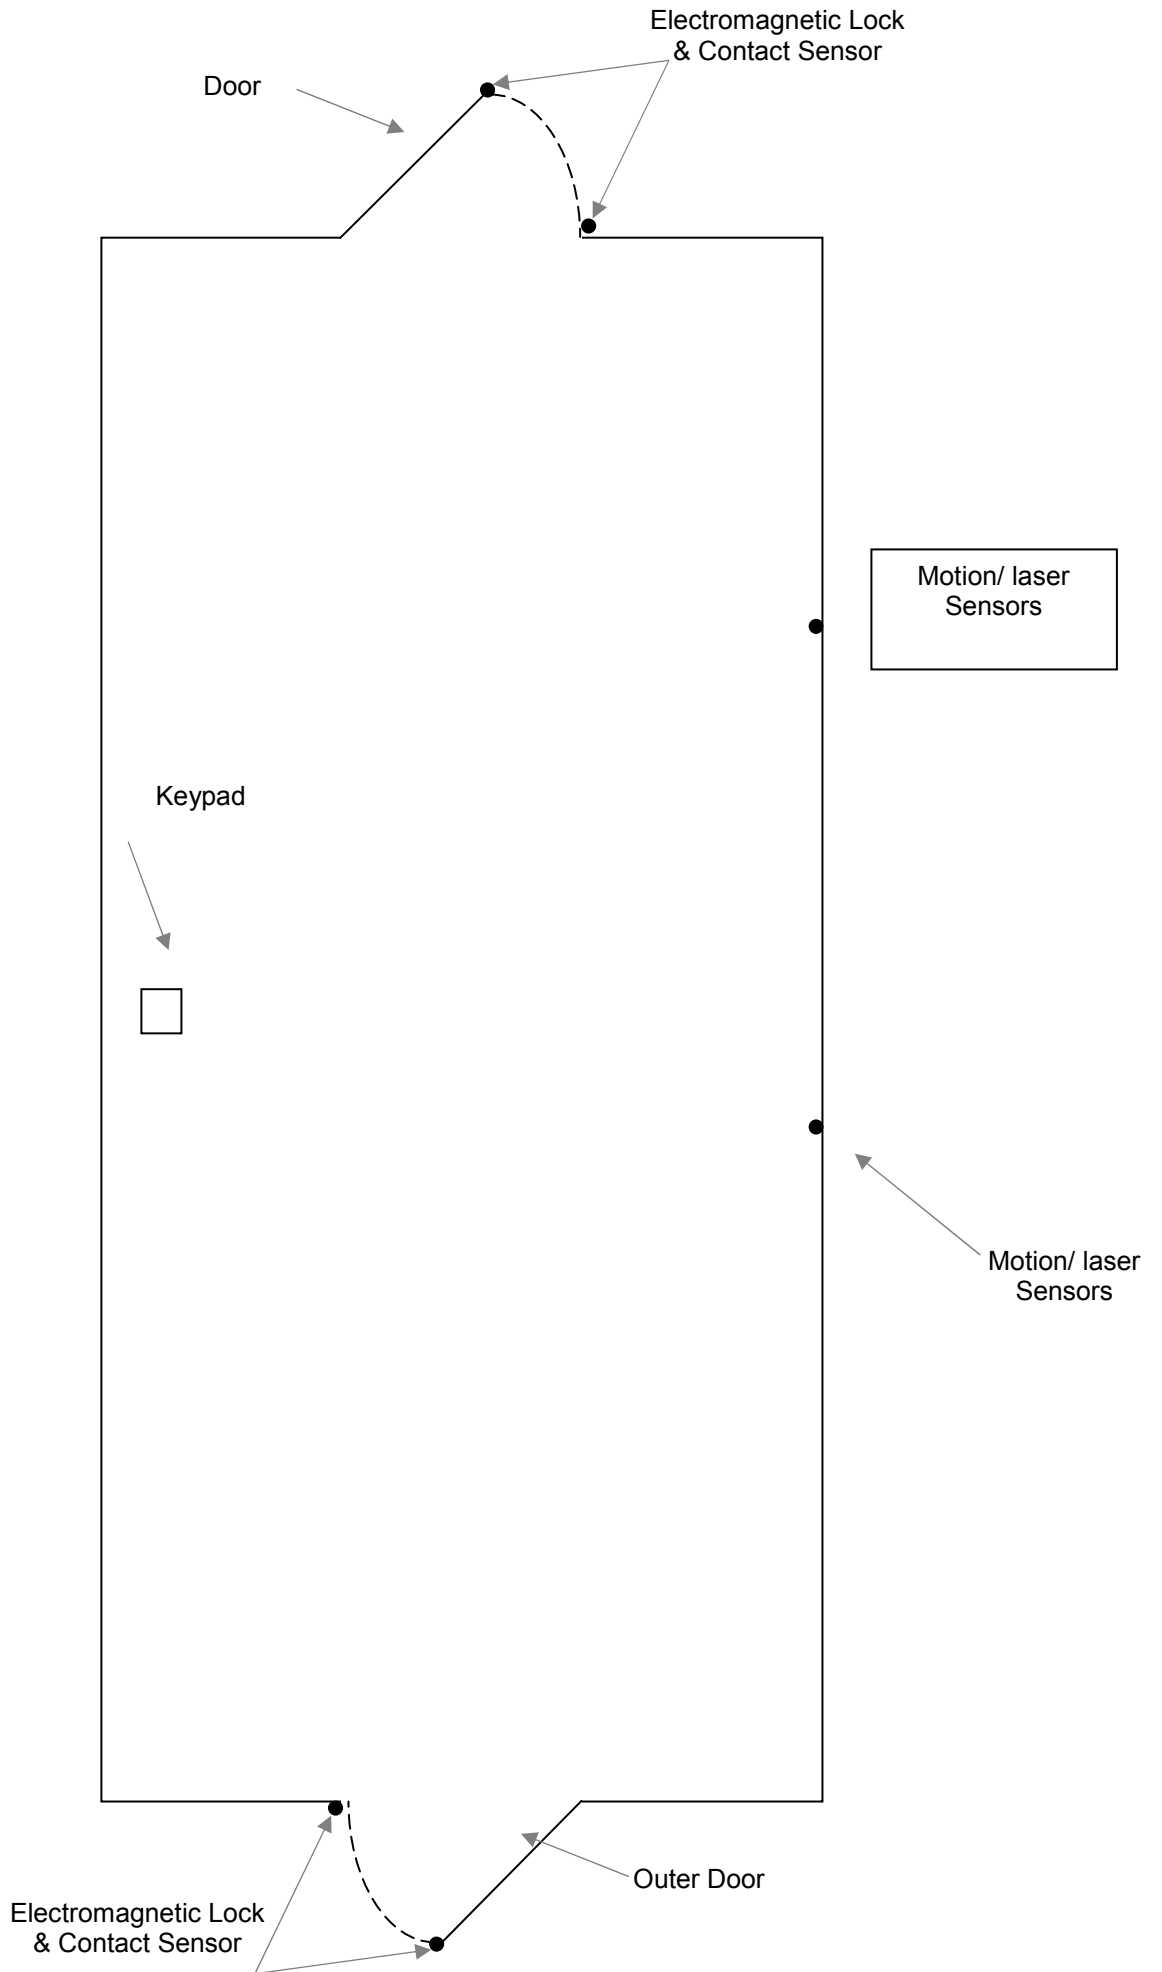 Electromagnetic Lock
& Contact Sensor
Door
Motion/ laser
Sensors
Keypad
Motion/ laser
Sensors
Outer Door
Electromagnetic Lock
& Contact Sensor